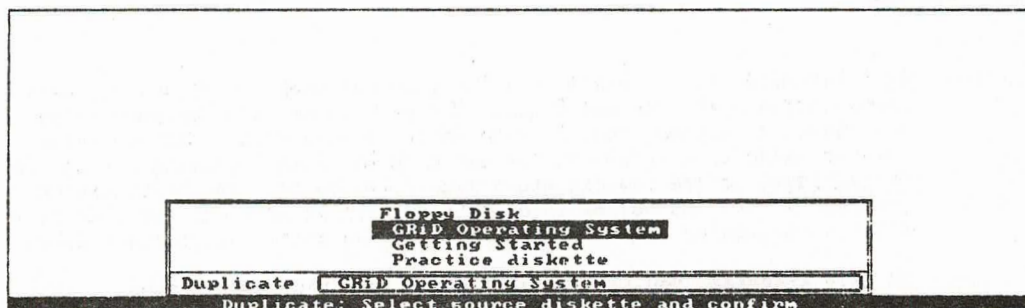 Floppy Disk
GRiD Operating System
Getting Started
Practice diskette
Duplicate GRiD Operating System
Duplicate: Select source diskette and confirm